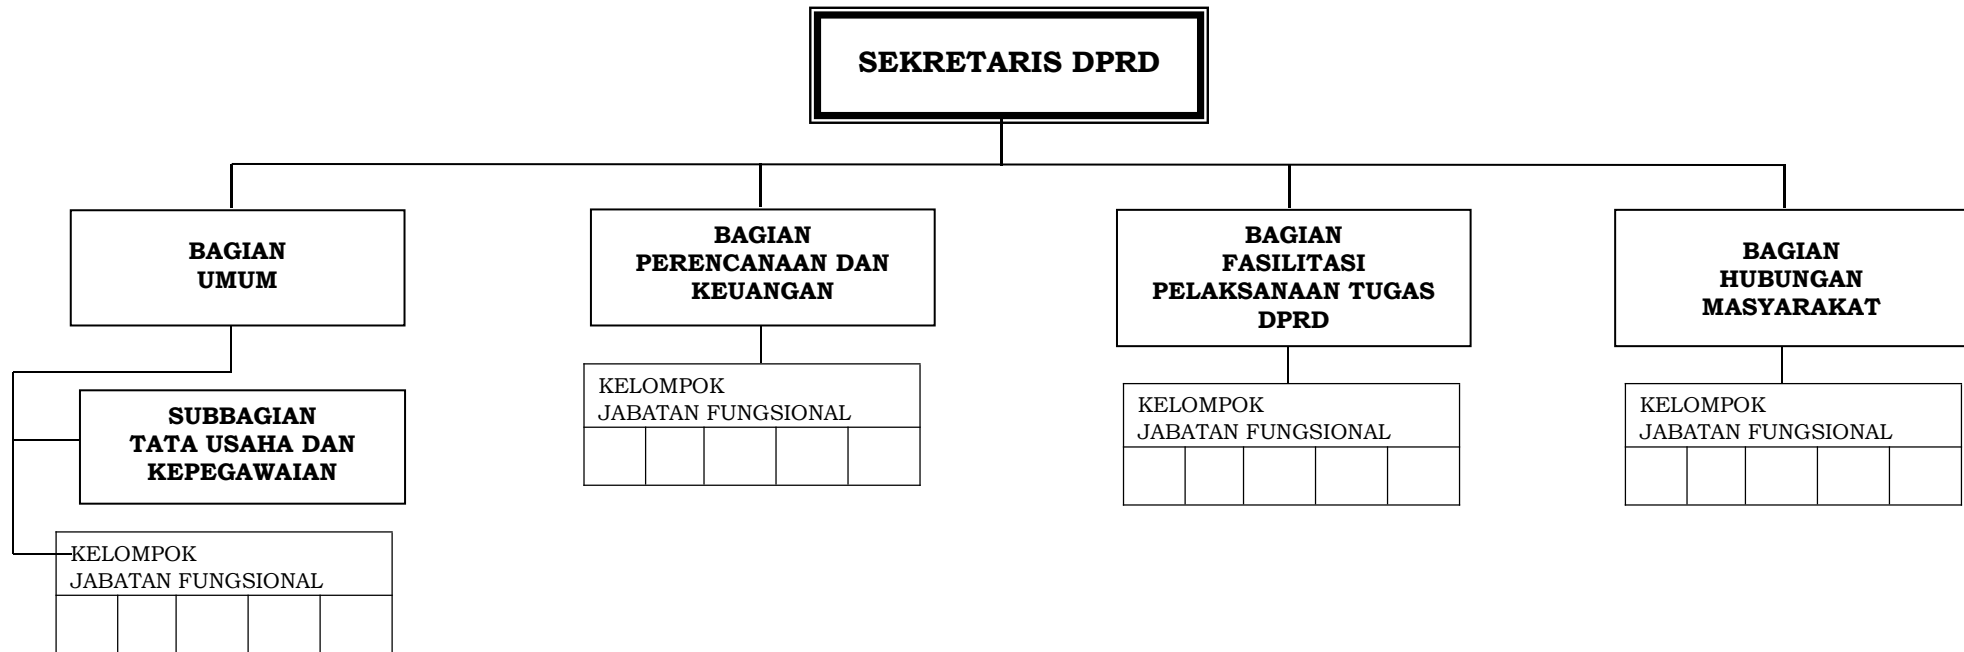 SEKRETARIS DPRD
BAGIAN
UMUM
BAGIAN
PERENCANAAN DAN
KEUANGAN
BAGIAN
FASILITASI
PELAKSANAAN TUGAS
DPRD
BAGIAN
HUBUNGAN
MASYARAKAT
SUBBAGIAN
TATA USAHA DAN
KEPEGAWAIAN
KELOMPOK
JABATAN FUNGSIONAL
KELOMPOK
JABATAN FUNGSIONAL
KELOMPOK
JABATAN FUNGSIONAL
KELOMPOK
JABATAN FUNGSIONAL